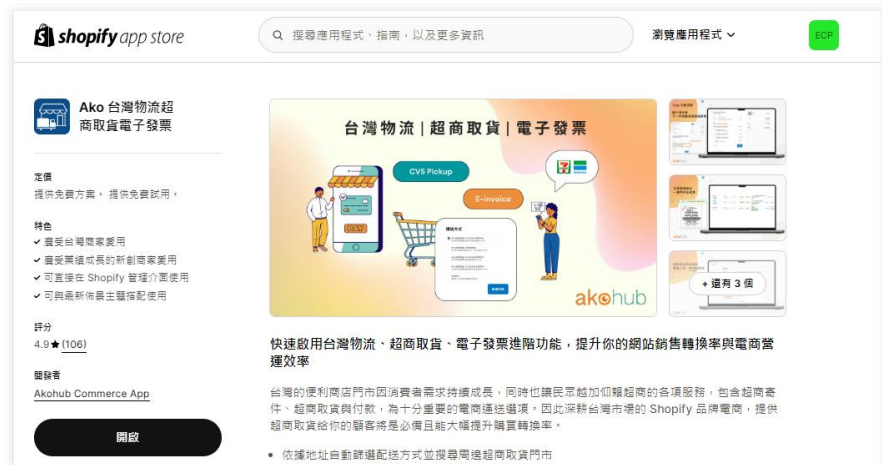 shopify app store
搜尋應用程式、指南，以及更多資訊
瀏覽應用程式
ECP
Ako 台灣物流超
商取貨電子發票
定價
提供免費方案。 提供免費試用。
特色
廣受台灣商家愛用
廣受業績成長的新創商家愛用
可直接在 Shopify 管理介面使用
可與最新佈景主題搭配使用
評分
4.9★ (106)
開發者
Akohub Commerce App
開啟
台灣物流|超商取貨|電子發票
CVS Pickup
E-invoice
PAY
akohub
+ 還有 3 個
快速啟用台灣物流、超商取貨、電子發票進階功能，提升你的網站銷售轉換率與電商營
運效率
台灣的便利商店門市因消費者需求持續成長，同時也讓民眾越加仰賴超商的各項服務，包含超商寄
件、超商取貨與付款，為十分重要的電商運送選項。因此深耕台灣市場的 Shopify 品牌電商，提供
超商取貨給你的顧客將是必備且能大幅提升購買轉換率。
依據地址自動篩選配送方式並搜尋周邊超商取貨門市